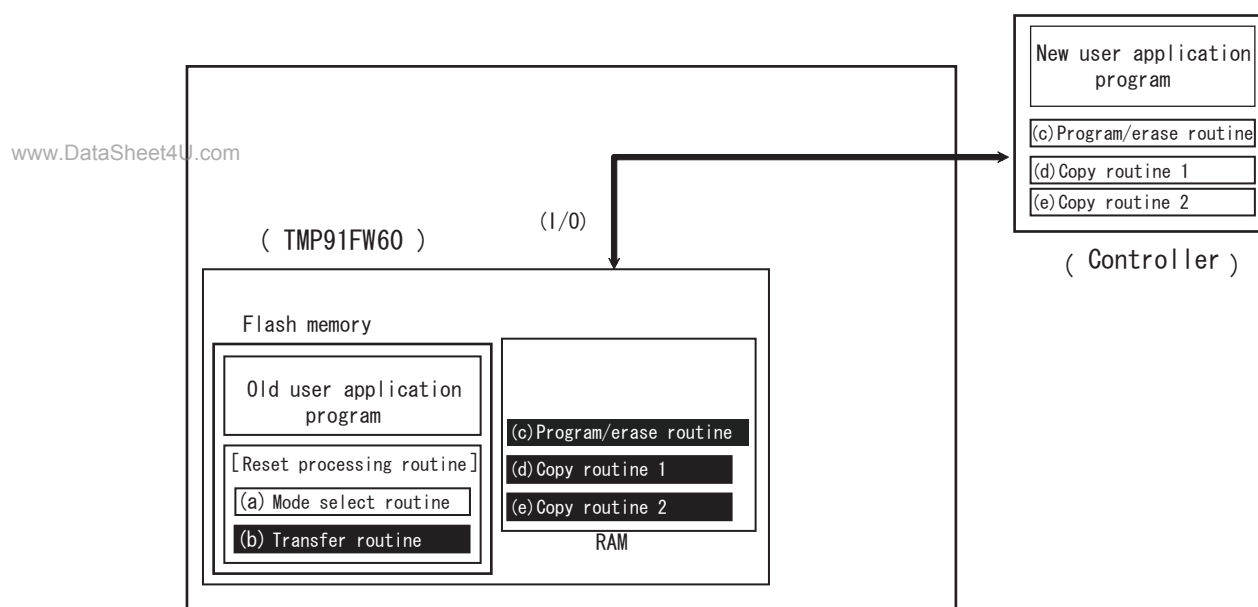 New user application
program
(c)Program/erase routine
(d)Copy routine 1
(e)Copy routine 2
( Controller )
www.DataSheet4U.com
(I/O)
( TMP91FW60 )
Flash memory
Old user application
program
[Reset processing routine]
(a) Mode select routine
(b) Transfer routine
(c)Program/erase routine
(d)Copy routine 1
(e)Copy routine 2
RAM